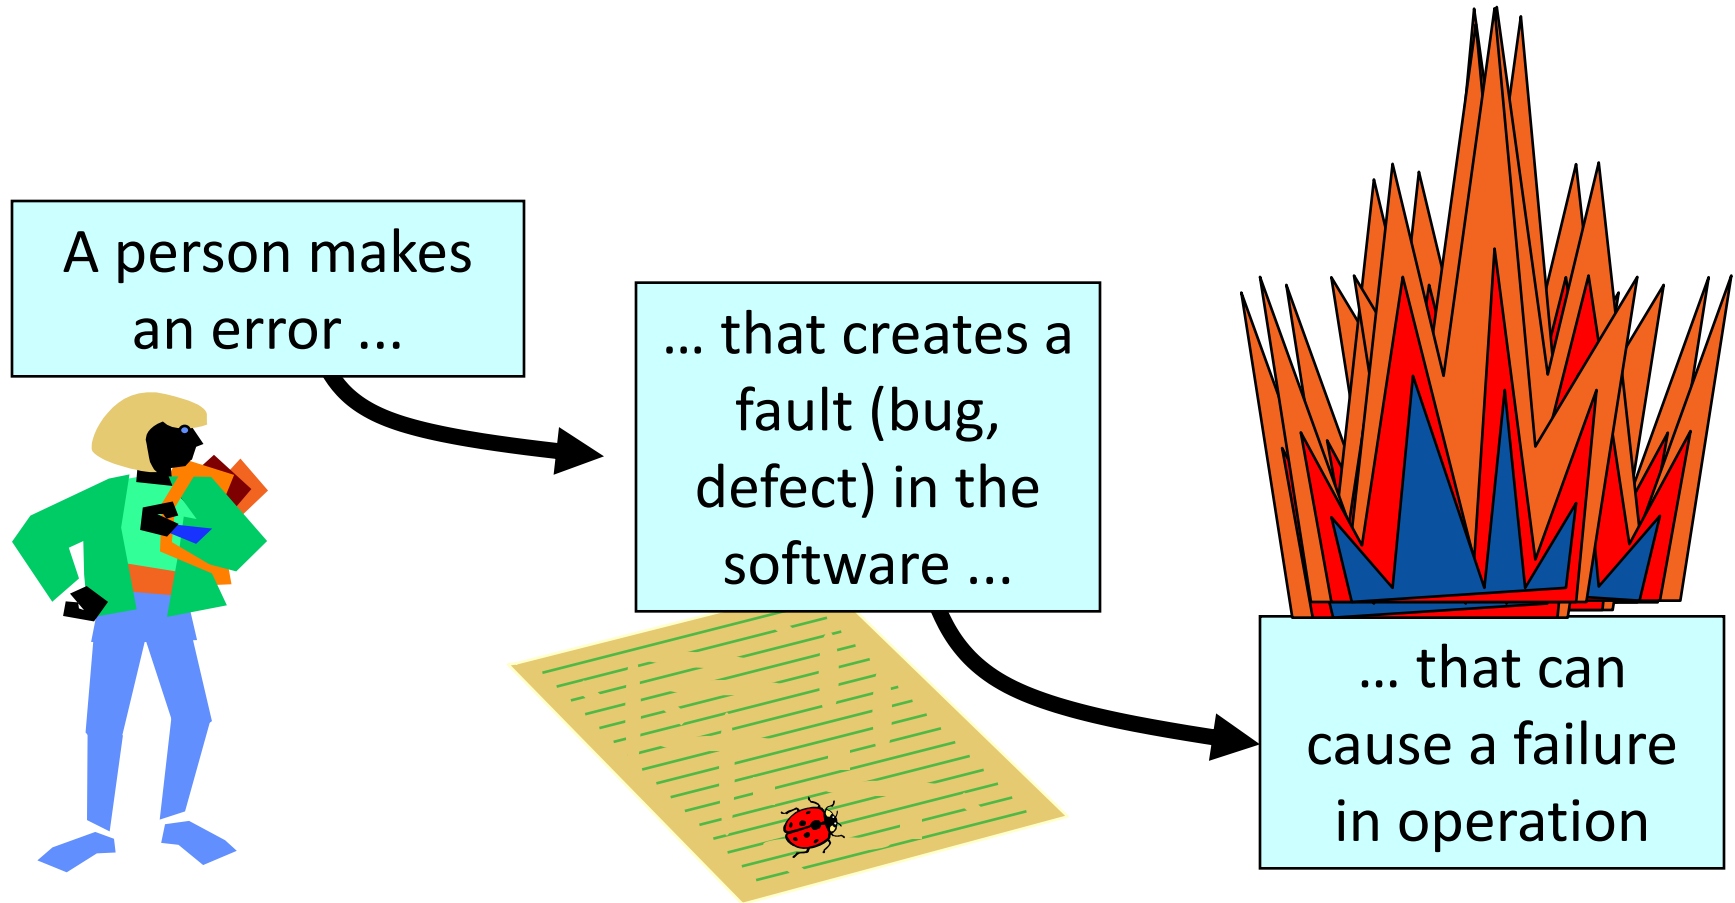 A person makes
an error ...
... that creates a
fault (bug,
defect) in the
software ...
... that can
cause a failure
in operation